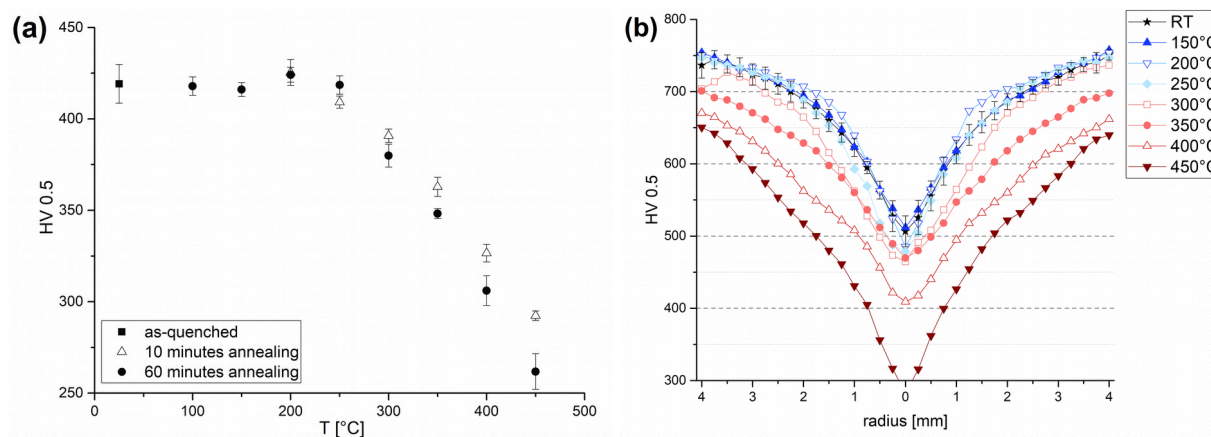 (a)
450
400
350
300
250
HV 0.5
as-quenched
10 minutes annealing
60 minutes annealing
0 100 200 300 400 500
T [°C]
(b)
800
700
600
500
400
300
HV 0.5
4 3 2 1 0 1 2 3 4
radius [mm]
RT
150°C
200°C
250°C
300°C
350°C
400°C
450°C